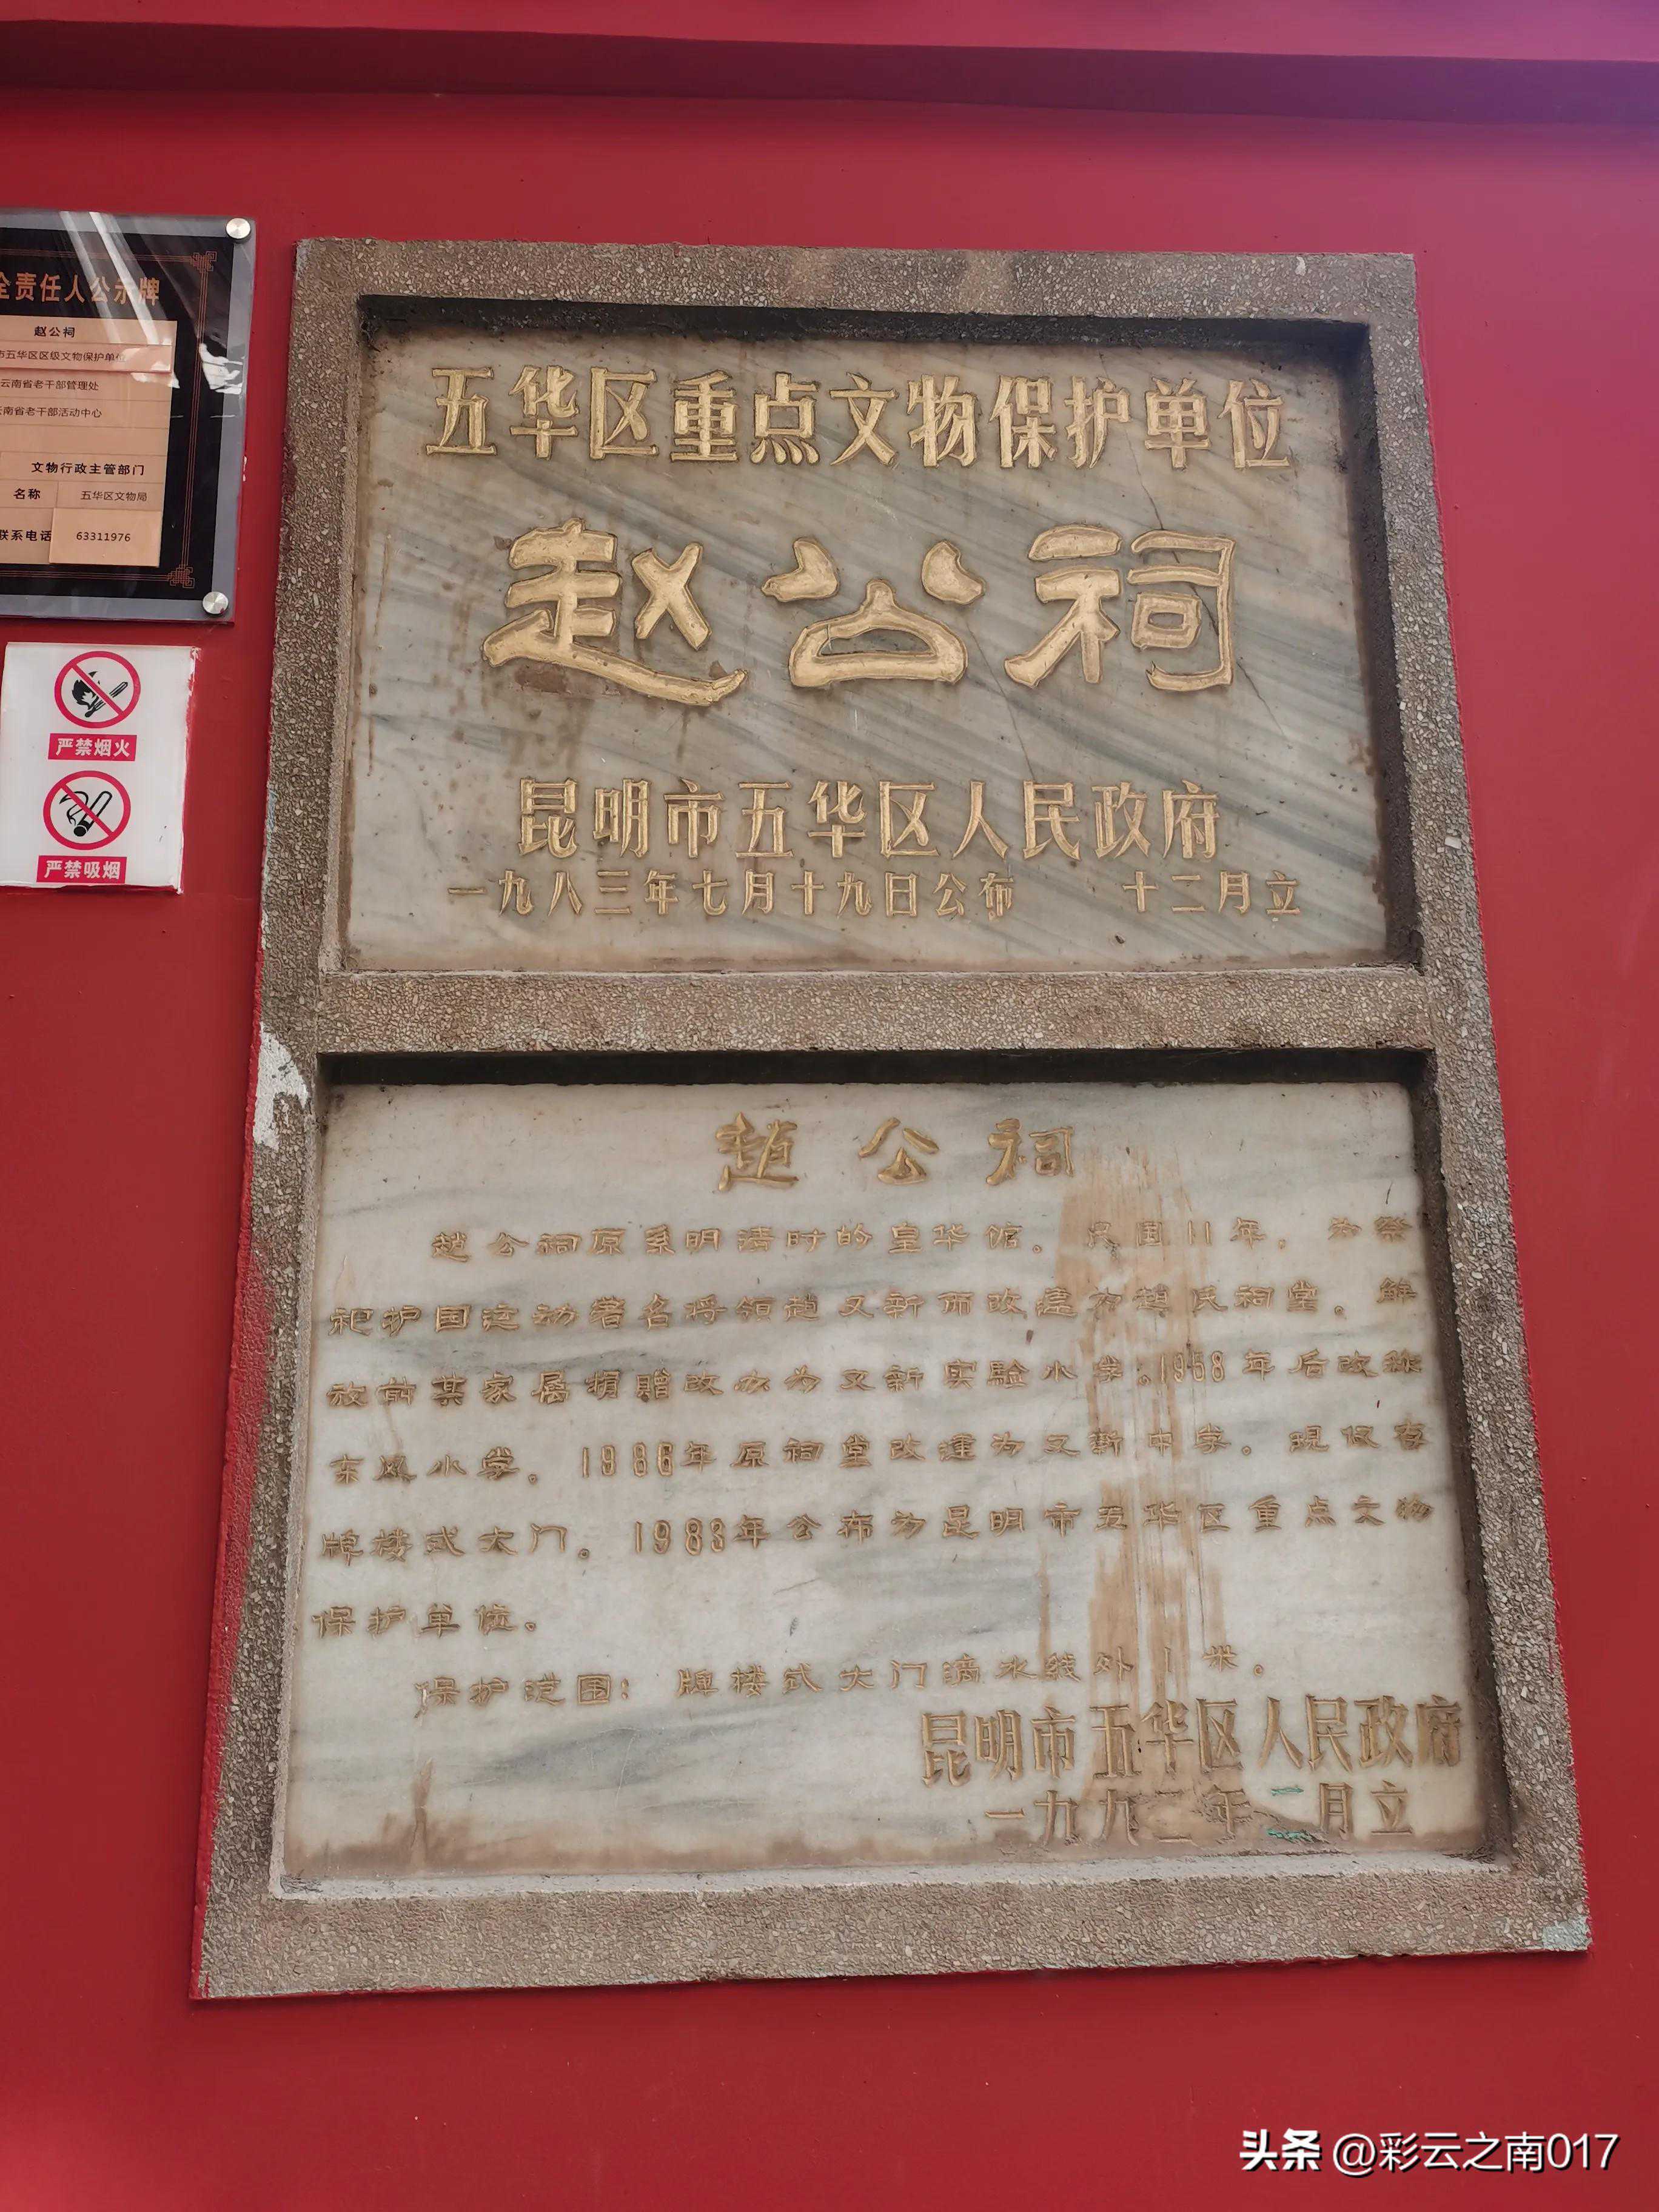 全责任人公示牌
赵公祠
市五华区区级文物保护单位
云南省老干部管理处
云南省老干部活动中心
文物行政主管部门
名称 五华区文物局
联系电话 63311976
严禁烟火
严禁吸烟
五华区重点文物保护单位
赵公祠
昆明市五华区人民政府
一九八三年七月十九日公布 十二月立
趙公祠
趙公祠原系明清时的皇华馆。民国11年,为祭
祀护国运动著名将领趙又新而改建为趙氏祠堂。解
放前其家属捐赠改办为又新实验小学。1958年后改称
东风小学。1986年原祠堂改建为又新中学。现仅存
牌楼式大门。1983年公布为昆明市五华区重点文物
保护单位。
保护范围：牌楼式大门滴水线外1米。
昆明市五华区人民政府
一九九二年二月立
头条 @彩云之南017